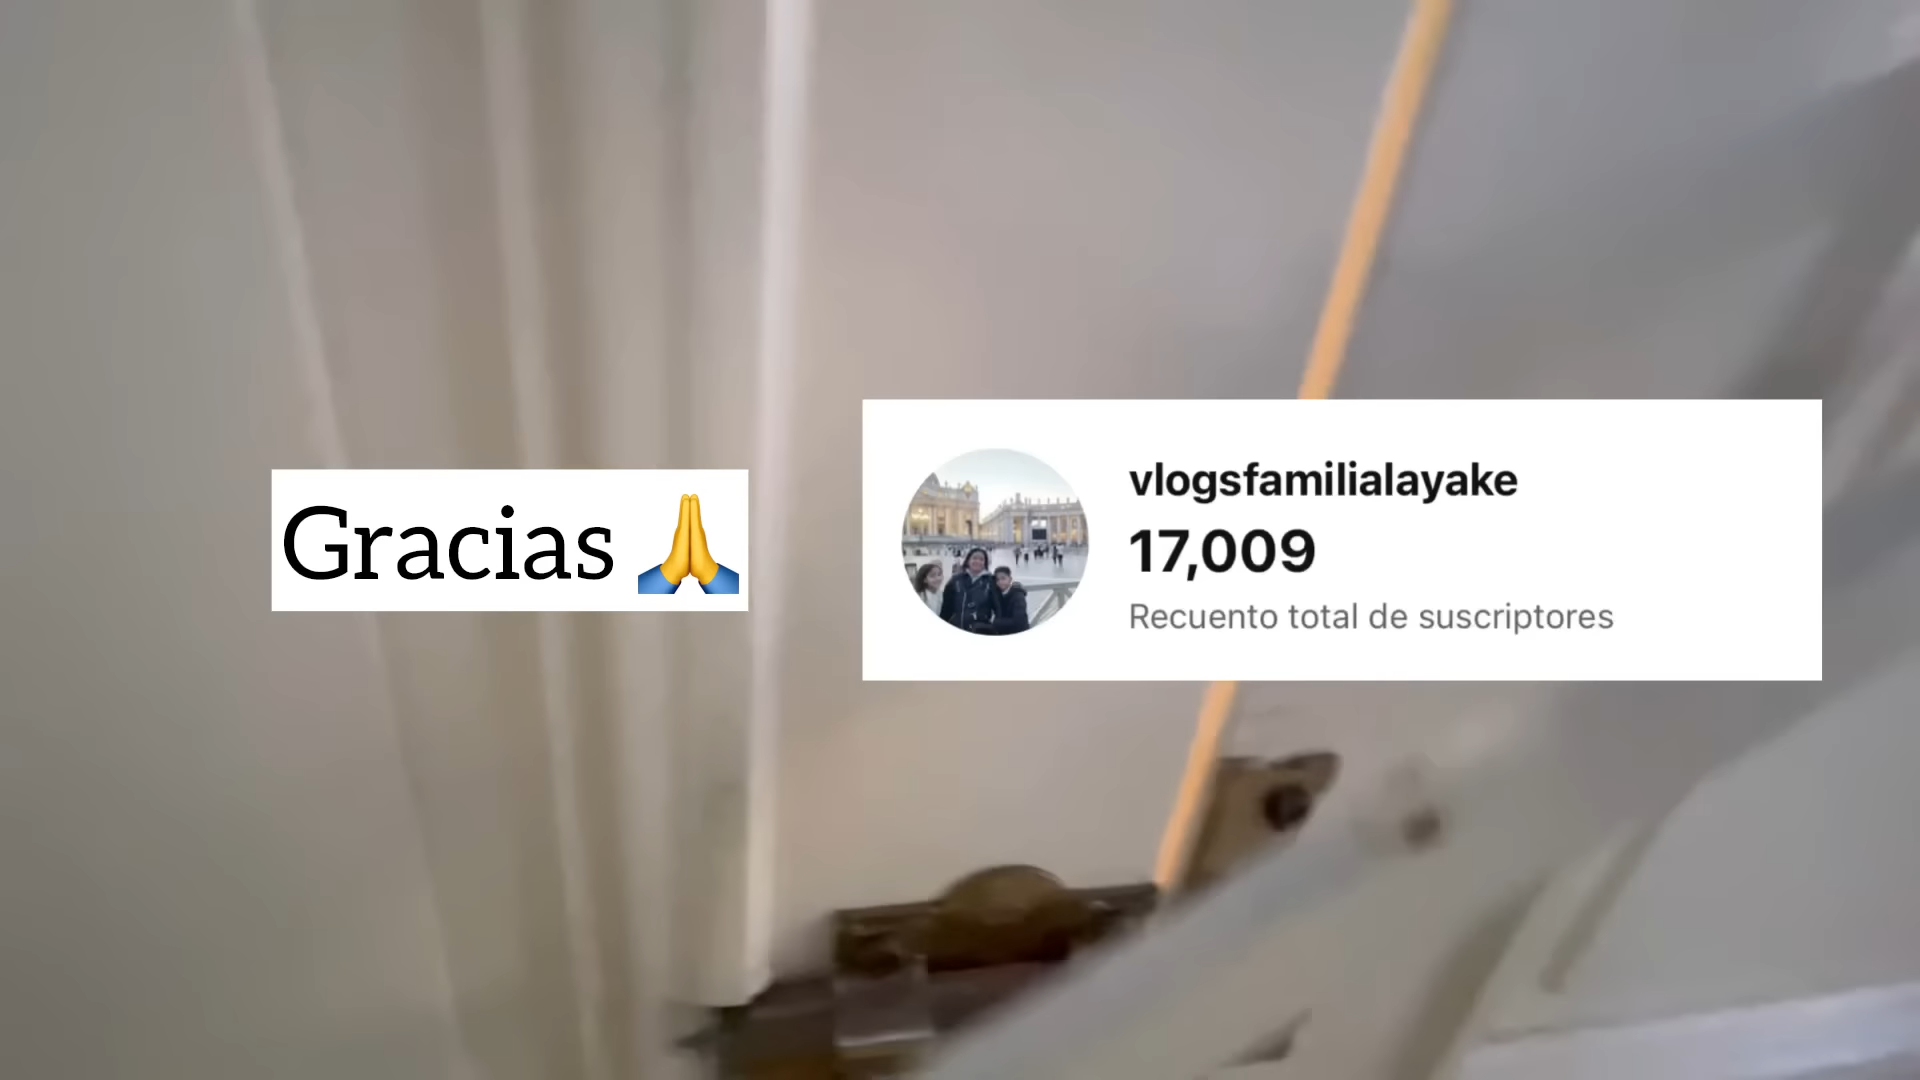 Gracias 🙏
vlogsfamilialayake
17,009
Recuento total de suscriptores